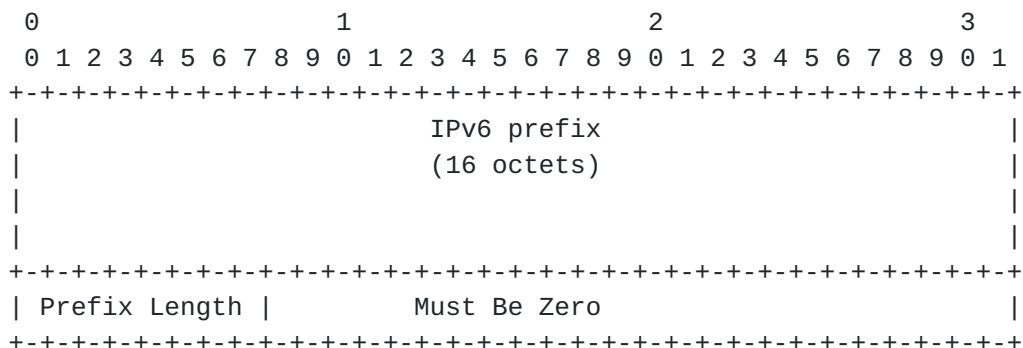 0                   1                   2                   3
 0 1 2 3 4 5 6 7 8 9 0 1 2 3 4 5 6 7 8 9 0 1 2 3 4 5 6 7 8 9 0 1
+-+-+-+-+-+-+-+-+-+-+-+-+-+-+-+-+-+-+-+-+-+-+-+-+-+-+-+-+-+-+-+-+
|                          IPv6 prefix                          |
|                          (16 octets)                          |
|                                                               |
|                                                               |
+-+-+-+-+-+-+-+-+-+-+-+-+-+-+-+-+-+-+-+-+-+-+-+-+-+-+-+-+-+-+-+-+
| Prefix Length |         Must Be Zero                          |
+-+-+-+-+-+-+-+-+-+-+-+-+-+-+-+-+-+-+-+-+-+-+-+-+-+-+-+-+-+-+-+-+